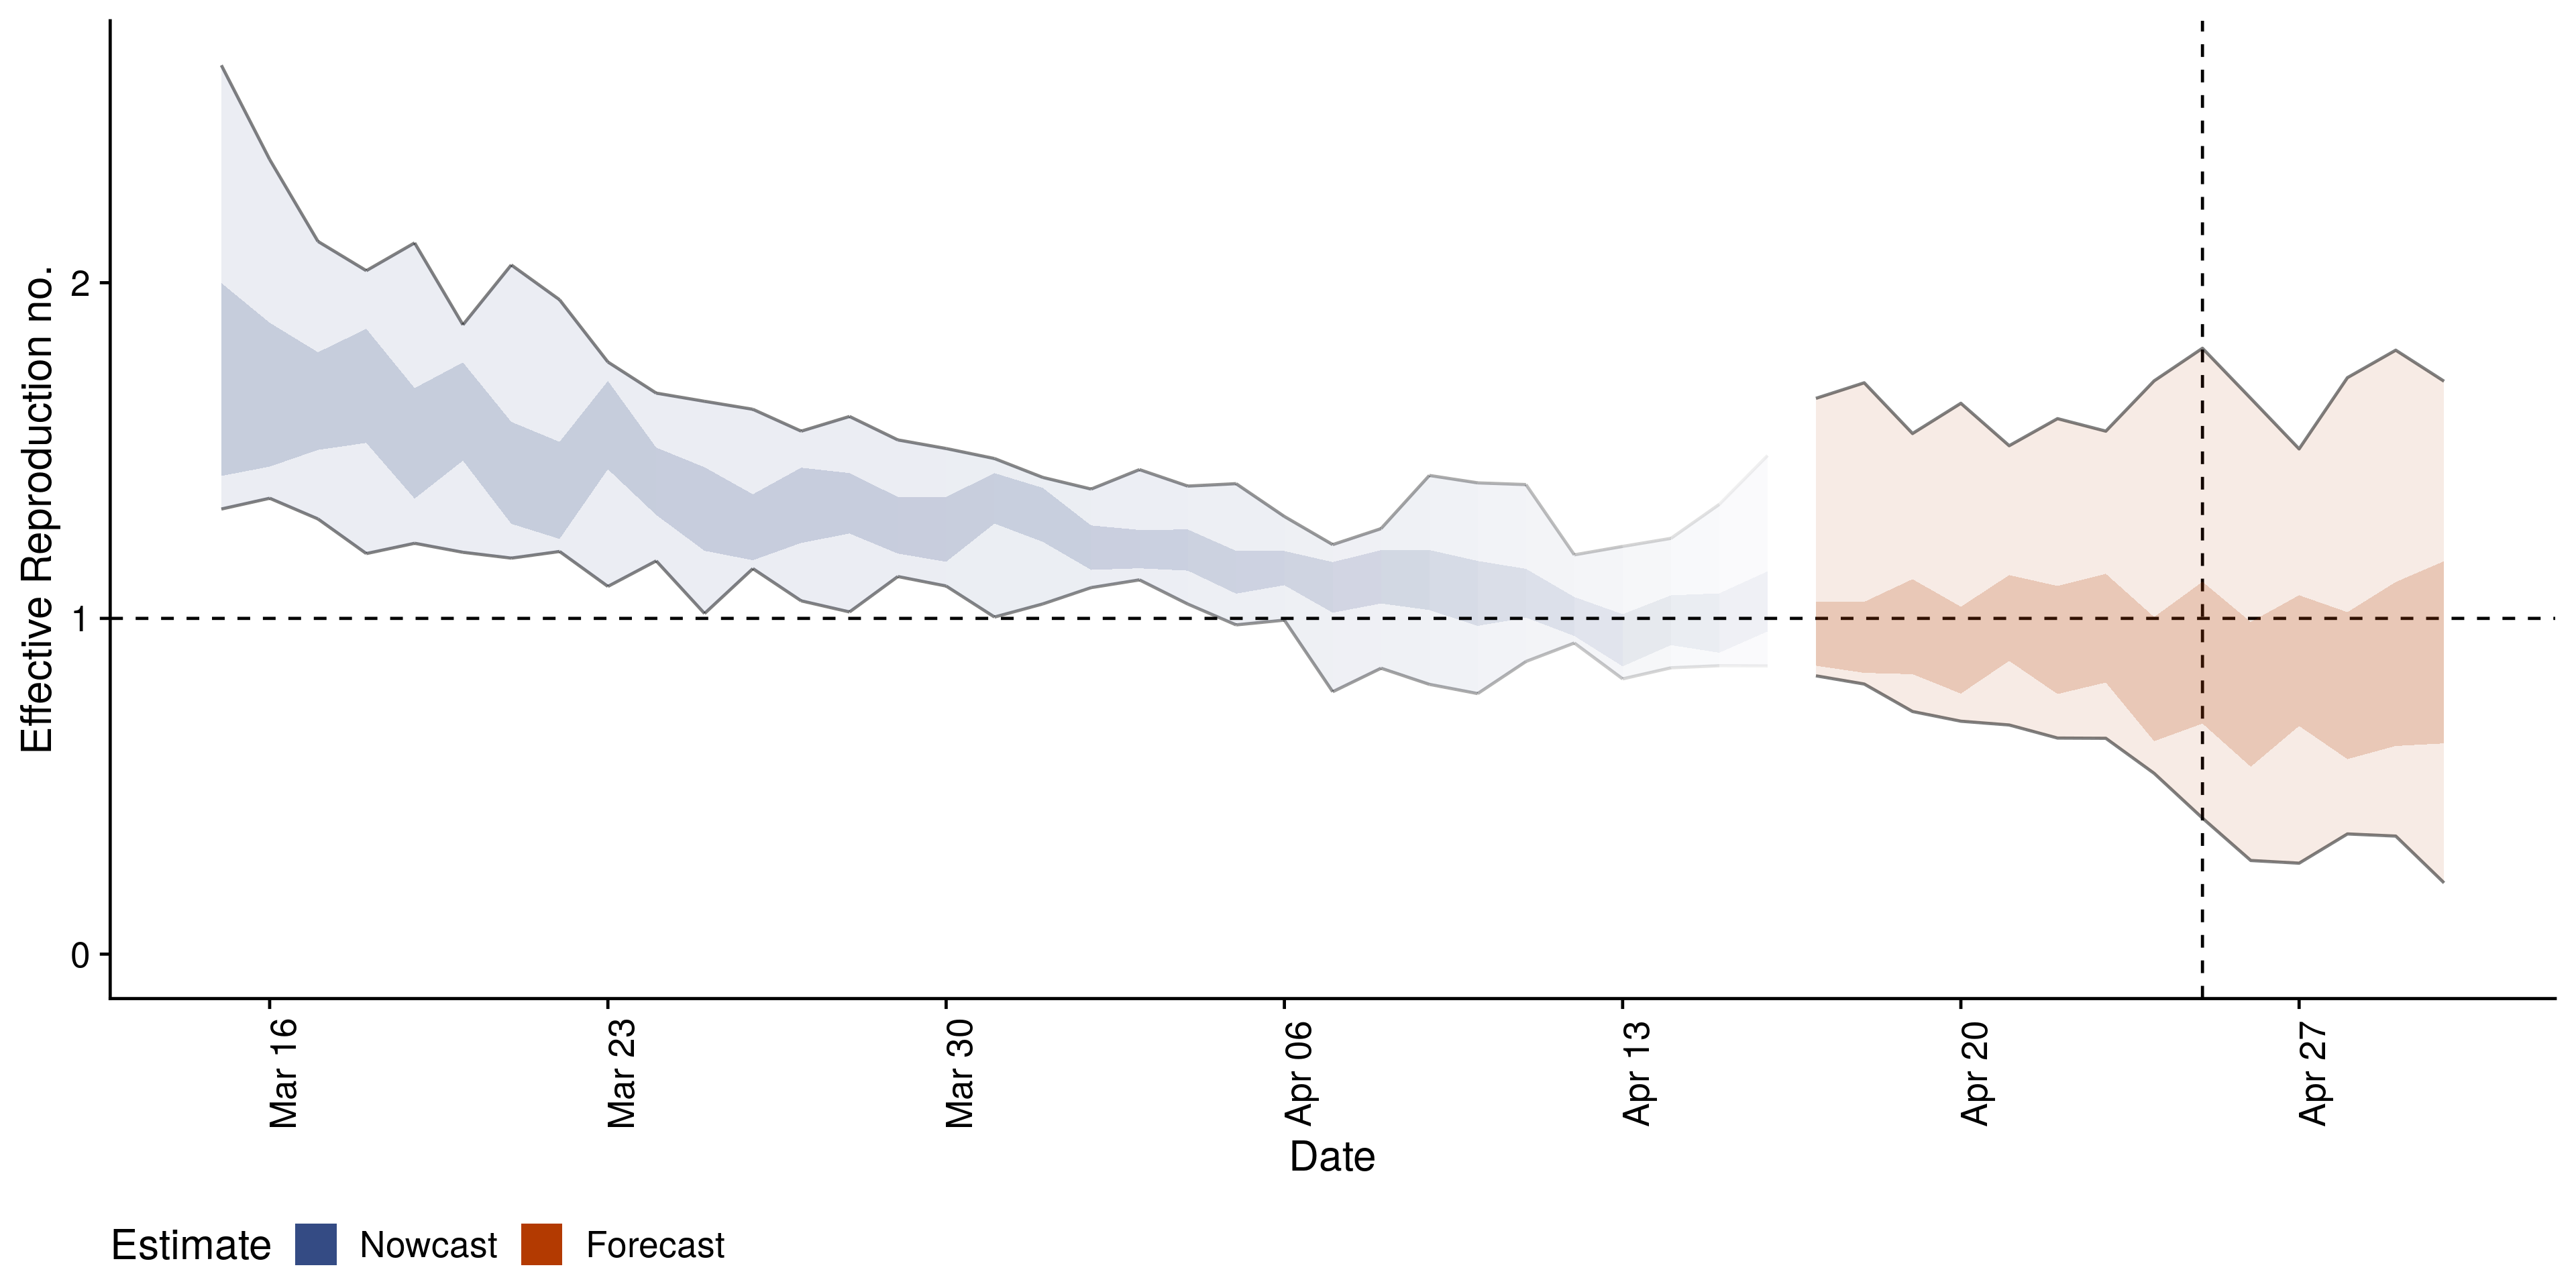 Effective Reproduction no.
2
1
0
Mar 16
Mar 23
Mar 30
Apr 06
Apr 13
Apr 20
Apr 27
Date
Estimate Nowcast Forecast